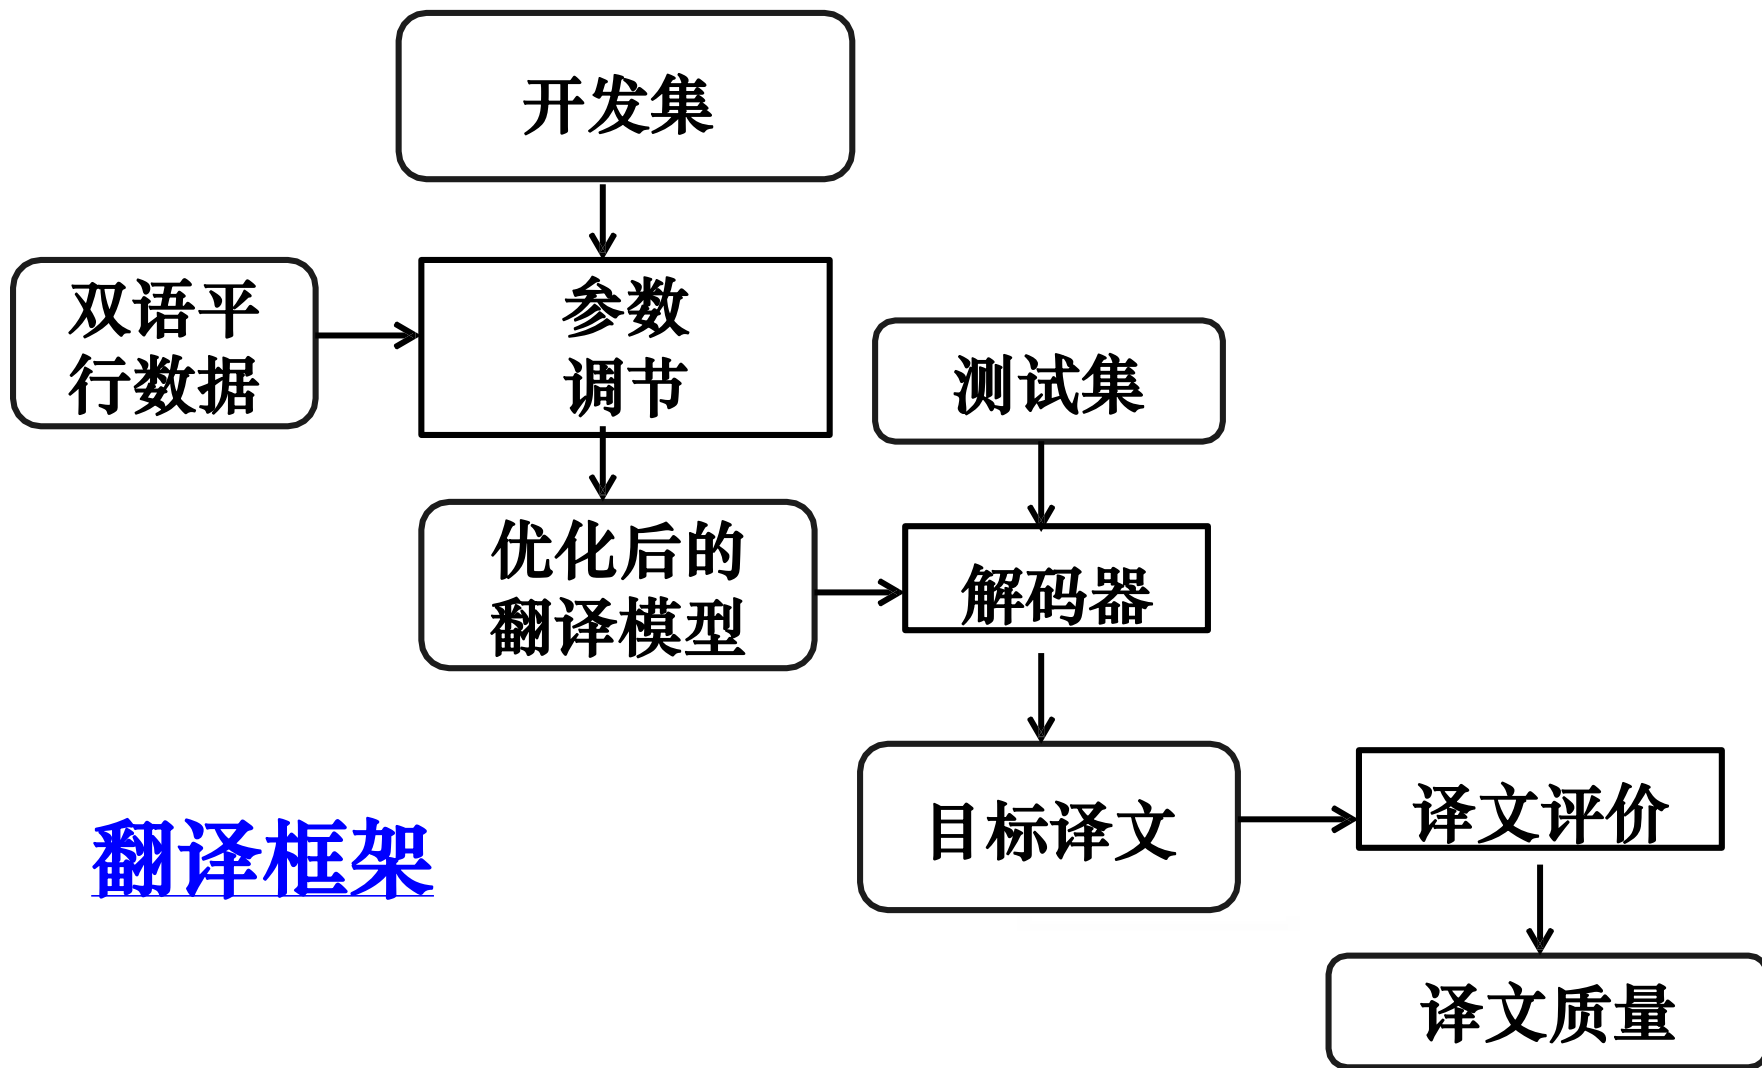 开发集
双语平
行数据
参数
调节
测试集
优化后的
翻译模型
解码器
目标译文
译文评价
翻译框架
译文质量